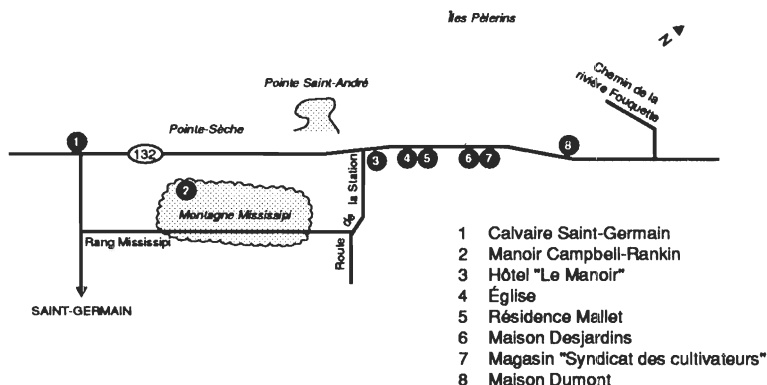 Îles Pèlerins
N
Chemin de la
rivière Fouquette
Pointe Saint-André
Pointe-Sèche
1
132
3
4
5
6
7
8
2
Montagne Mississipi
Rang Mississipi
Route de la Station
SAINT-GERMAIN
1 Calvaire Saint-Germain
2 Manoir Campbell-Rankin
3 Hôtel "Le Manoir"
4 Église
5 Résidence Mallet
6 Maison Desjardins
7 Magasin "Syndicat des cultivateurs"
8 Maison Dumont